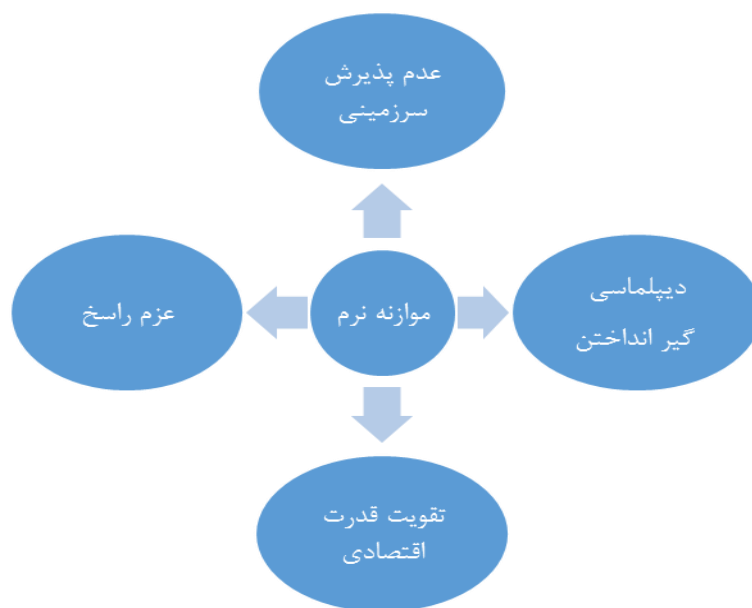 عدم پذیرش
سرزمینی
دیپلماسی
گیر انداختن
موازنه نرم
عزم راسخ
تقویت قدرت
اقتصادی